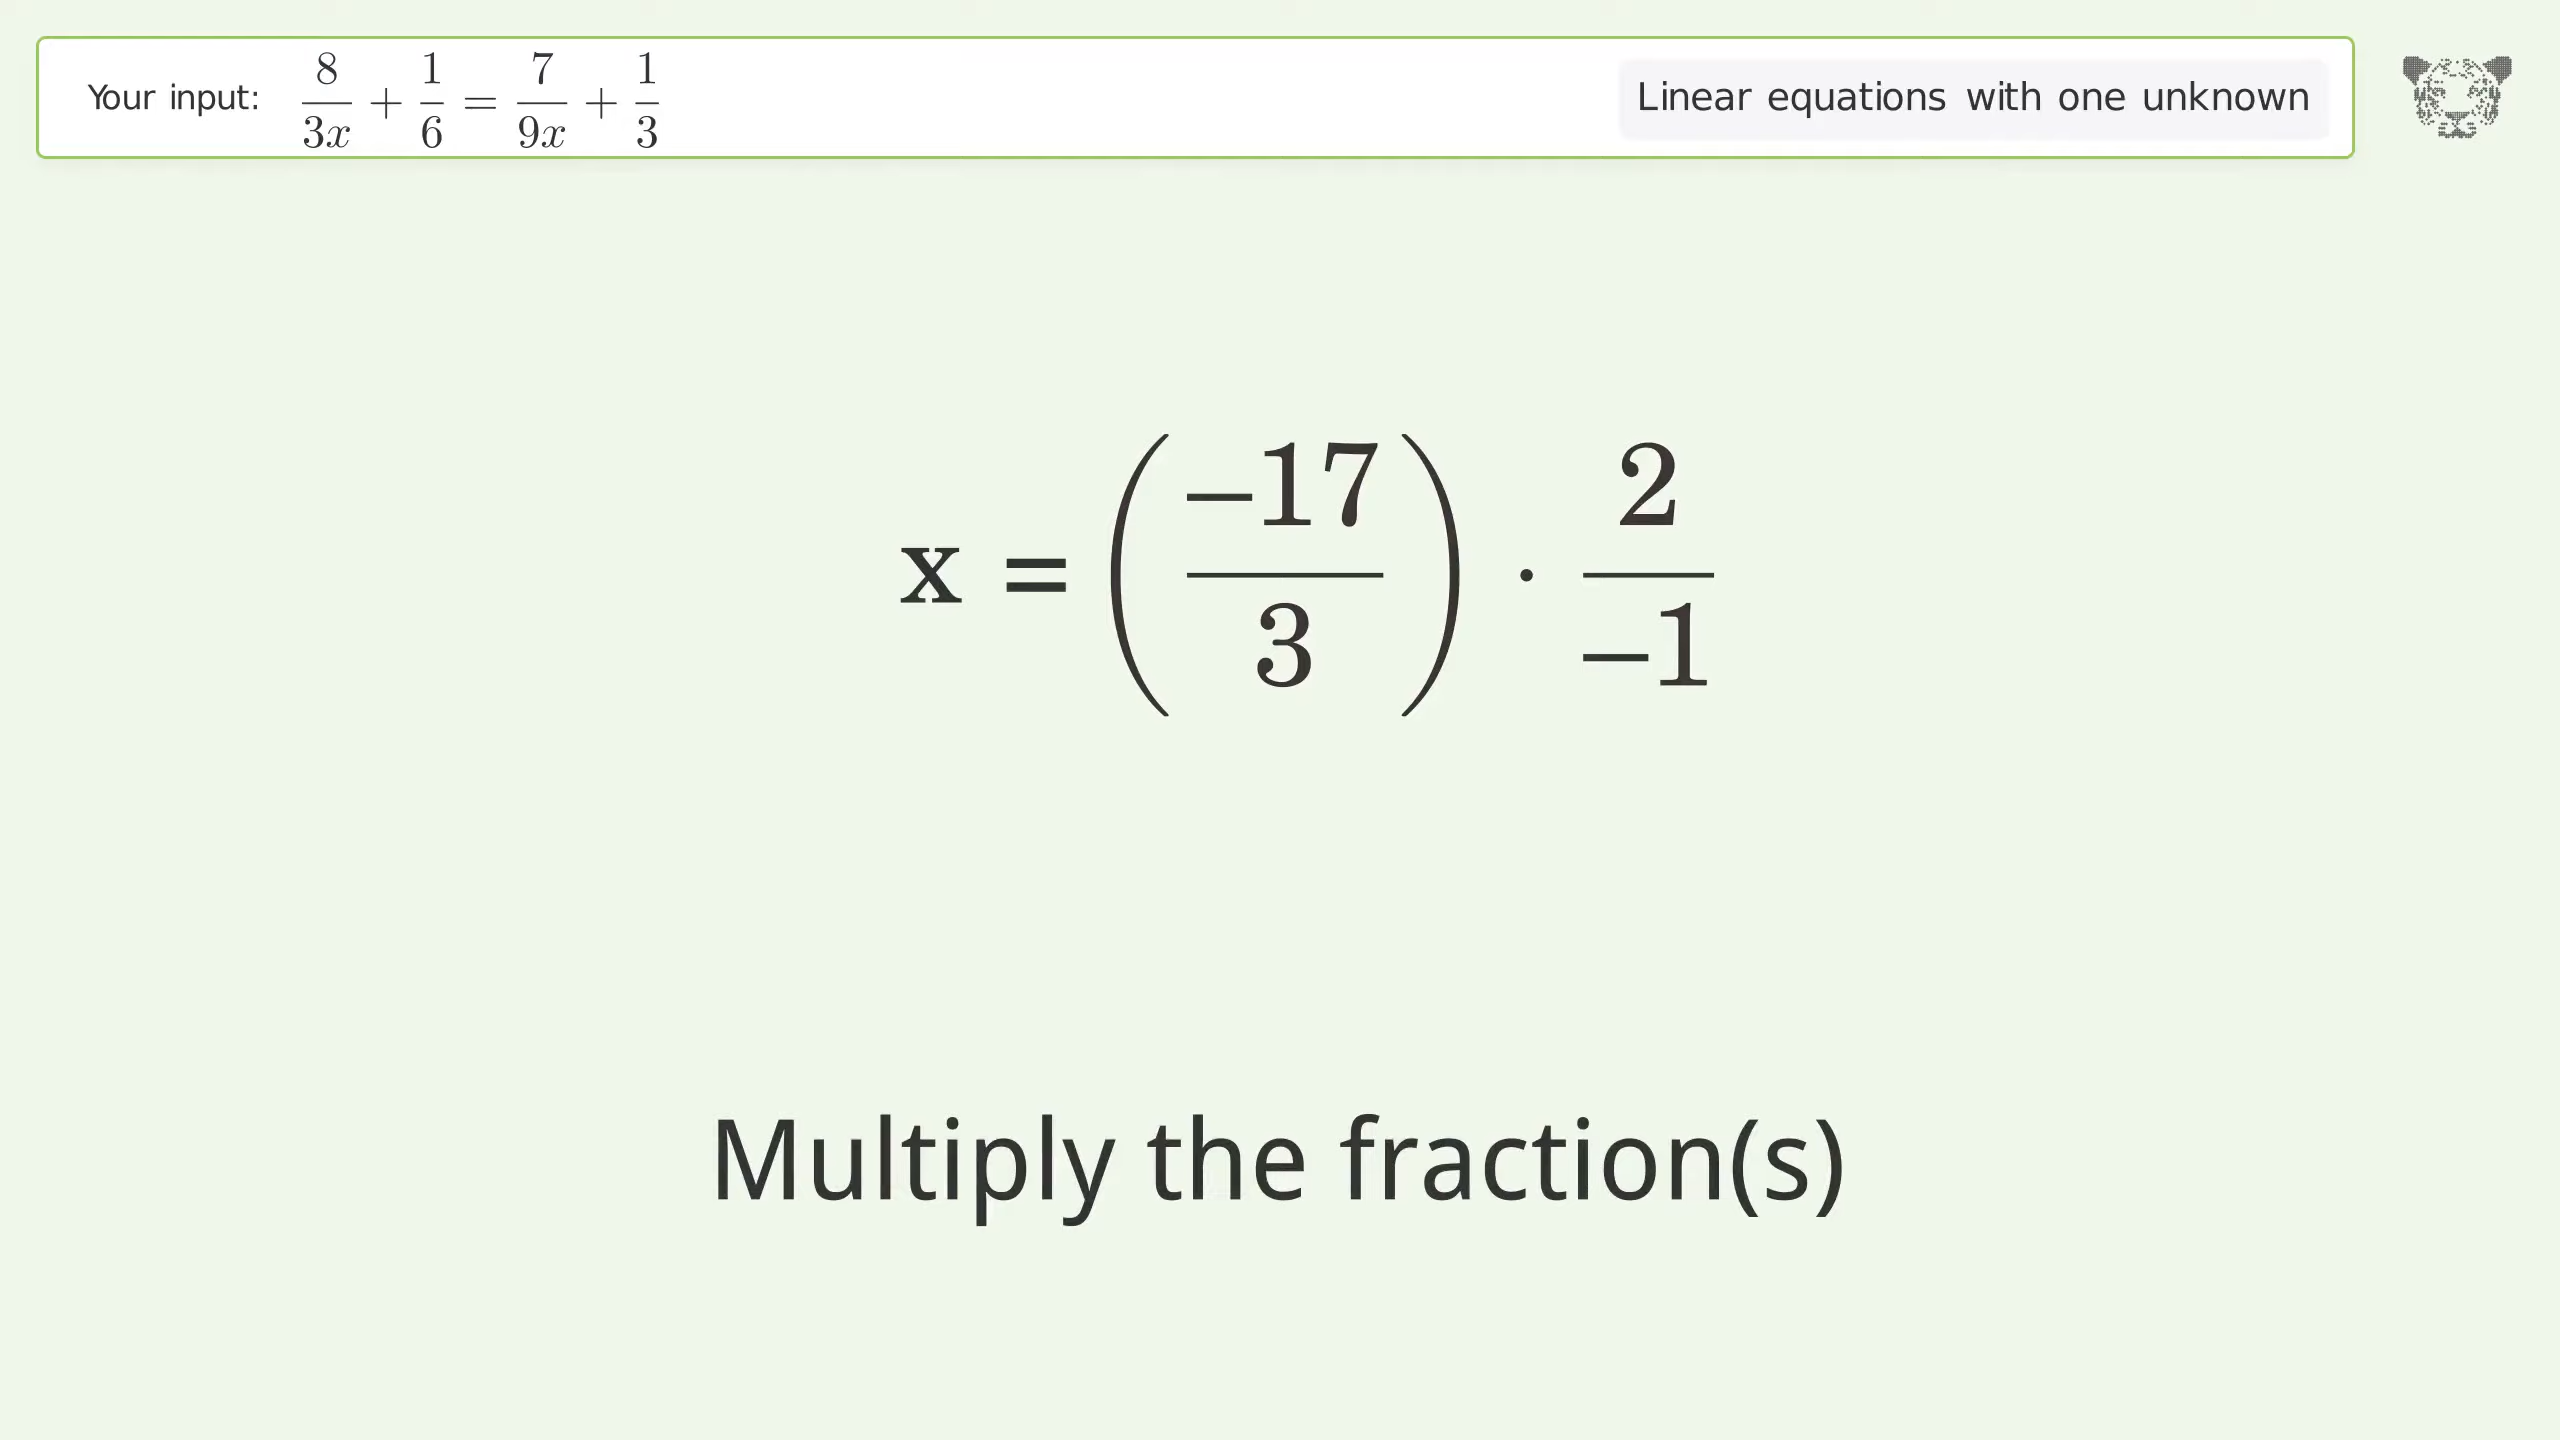 Your input: 8/3x + 1/6 = 7/9x + 1/3
Linear equations with one unknown
x = (−17/3) · 2/−1
Multiply the fraction(s)